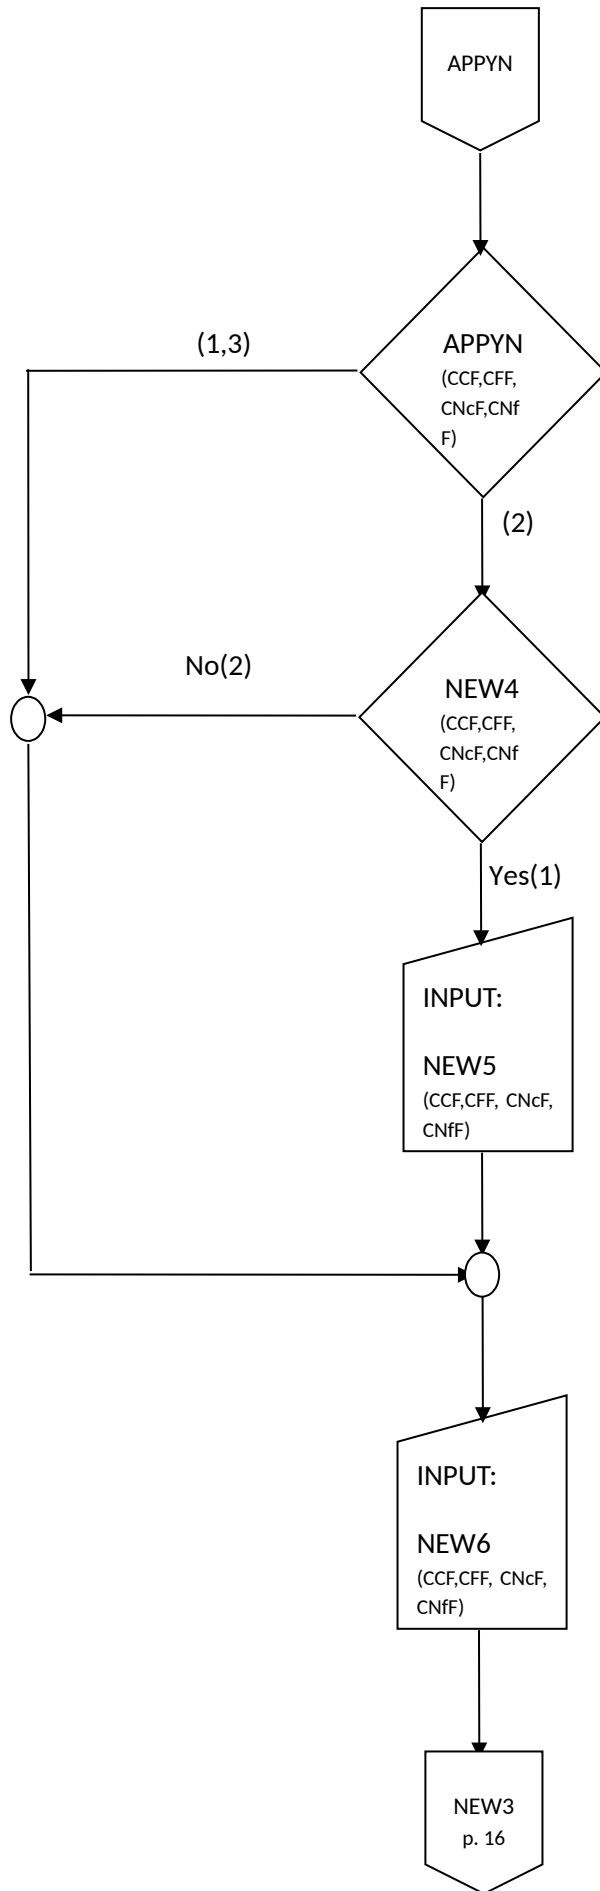 APPYN
(1,3)
APPYN
(CCF,CFF,
CNcF,CNf
F)
(2)
No(2)
NEW4
(CCF,CFF,
CNcF,CNf
F)
Yes(1)
INPUT:
NEW5
(CCF,CFF, CNcF,
CNfF)
INPUT:
NEW6
(CCF,CFF, CNcF,
CNfF)
NEW3
p. 16